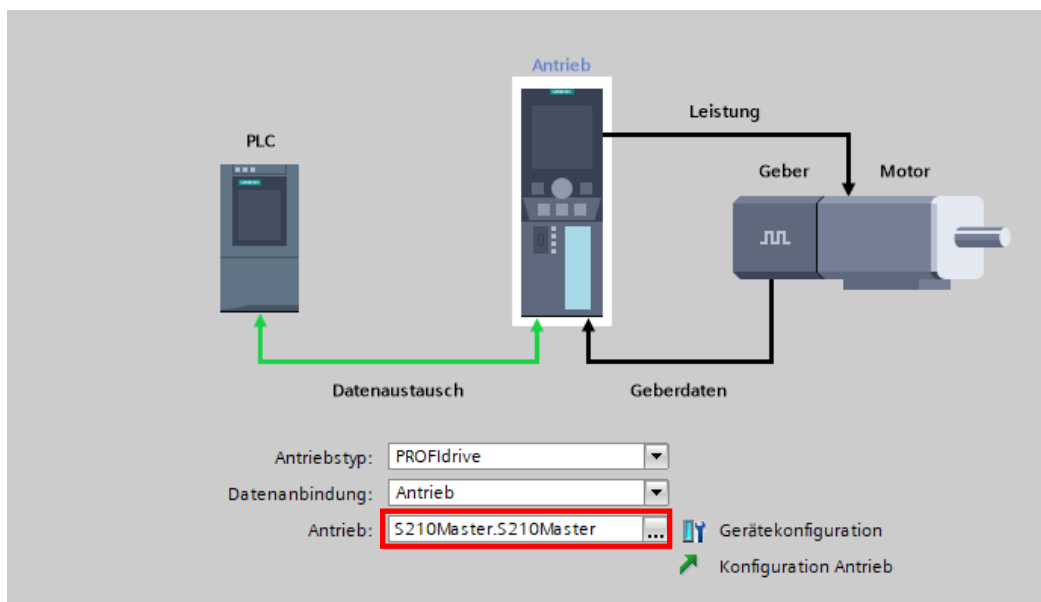 Antrieb
Leistung
PLC
Geber
Motor
Datenaustausch
Geberdaten
Antriebstyp: PROFIdrive
Datenanbindung: Antrieb
Antrieb: S210Master.S210Master ... Gerätekonfiguration
Konfiguration Antrieb